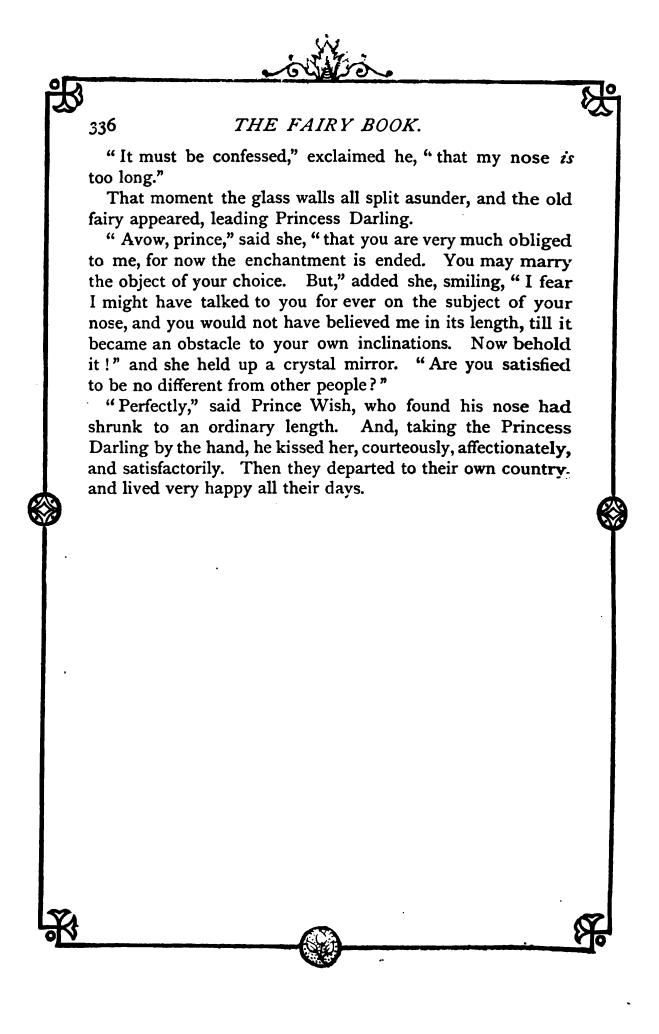 336 THE FAIRY BOOK.
“ It must be confessed,” exclaimed he, “ that my nose is
too long.”
That moment the glass walls all split asunder, and the old
fairy appeared, leading Princess Darling.
“ Avow, prince,” said she, “ that you are very much obliged
to me, for now the enchantment is ended. You may marry
the object of your choice. But,” added she, smiling, “ I fear
I might have talked to you for ever on the subject of your
nose, and you would not have believed me in its length, till it
became an obstacle to your own inclinations. Now behold
it ! ” and she held up a crystal mirror. “ Are you satisfied
to be no different from other people ? ”
“ Perfectly,” said Prince Wish, who found his nose had
shrunk to an ordinary length. And, taking the Princess
Darling by the hand, he kissed her, courteously, affectionately,
and satisfactorily. Then they departed to their own country,
and lived very happy all their days.